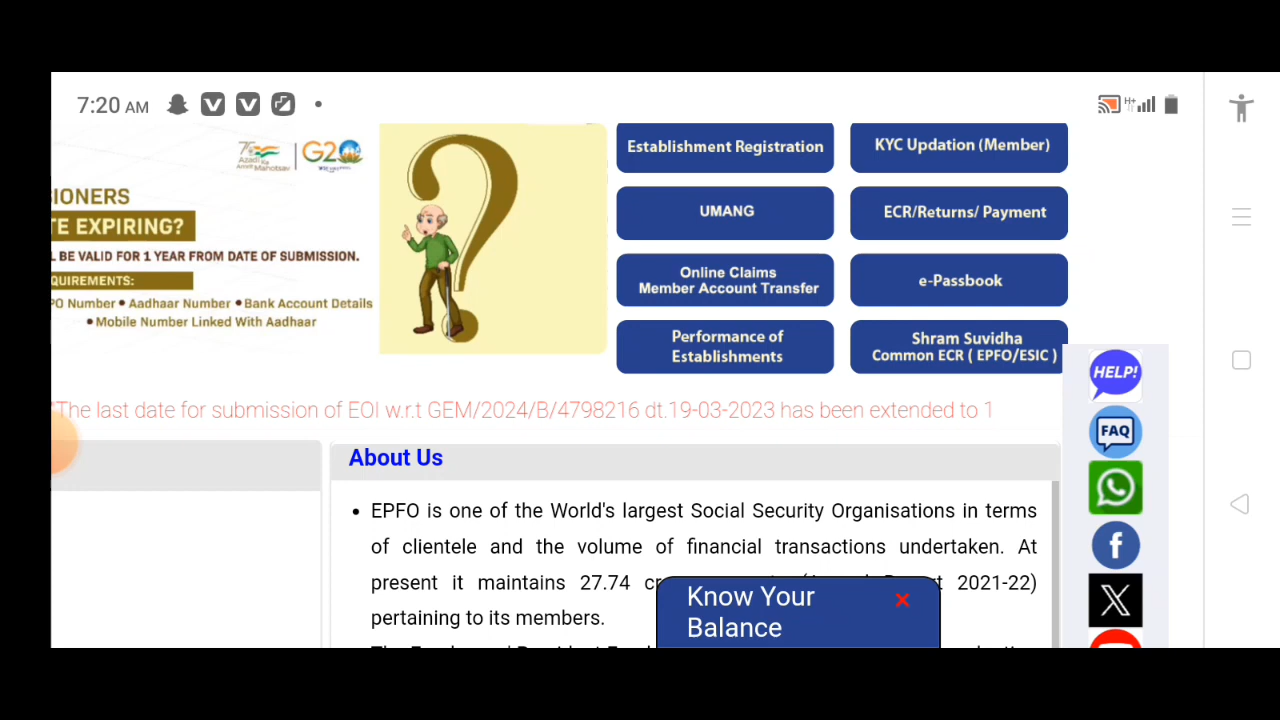 7:20 AM
H+
Azadi Ka
Amrit Mahotsav
G20
IONERS
TE EXPIRING?
L BE VALID FOR 1 YEAR FROM DATE OF SUBMISSION.
QUIREMENTS:
PO Number • Aadhaar Number • Bank Account Details
• Mobile Number Linked With Aadhaar
Establishment Registration
KYC Updation (Member)
UMANG
ECR/Returns/ Payment
Online Claims
Member Account Transfer
e-Passbook
Performance of
Establishments
Shram Suvidha
Common ECR ( EPFO/ESIC )
HELP!
The last date for submission of EOI w.r.t GEM/2024/B/4798216 dt.19-03-2023 has been extended to 1
FAQ
About Us
• EPFO is one of the World's largest Social Security Organisations in terms
of clientele and the volume of financial transactions undertaken. At
present it maintains 27.74 cr 2021-22)
pertaining to its members.
Know Your
Balance